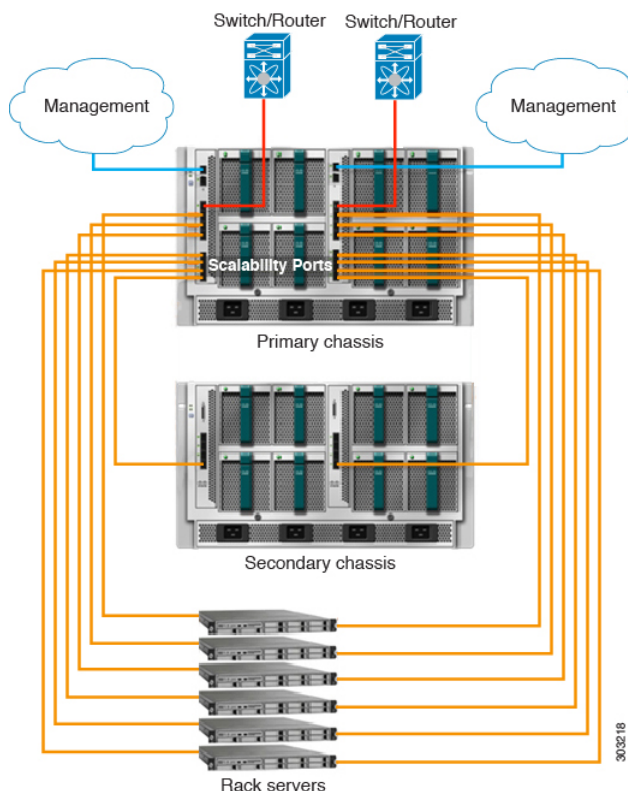 Switch/Router
Switch/Router
Management
Management
Scalability Ports
Primary chassis
Secondary chassis
Rack servers
303218